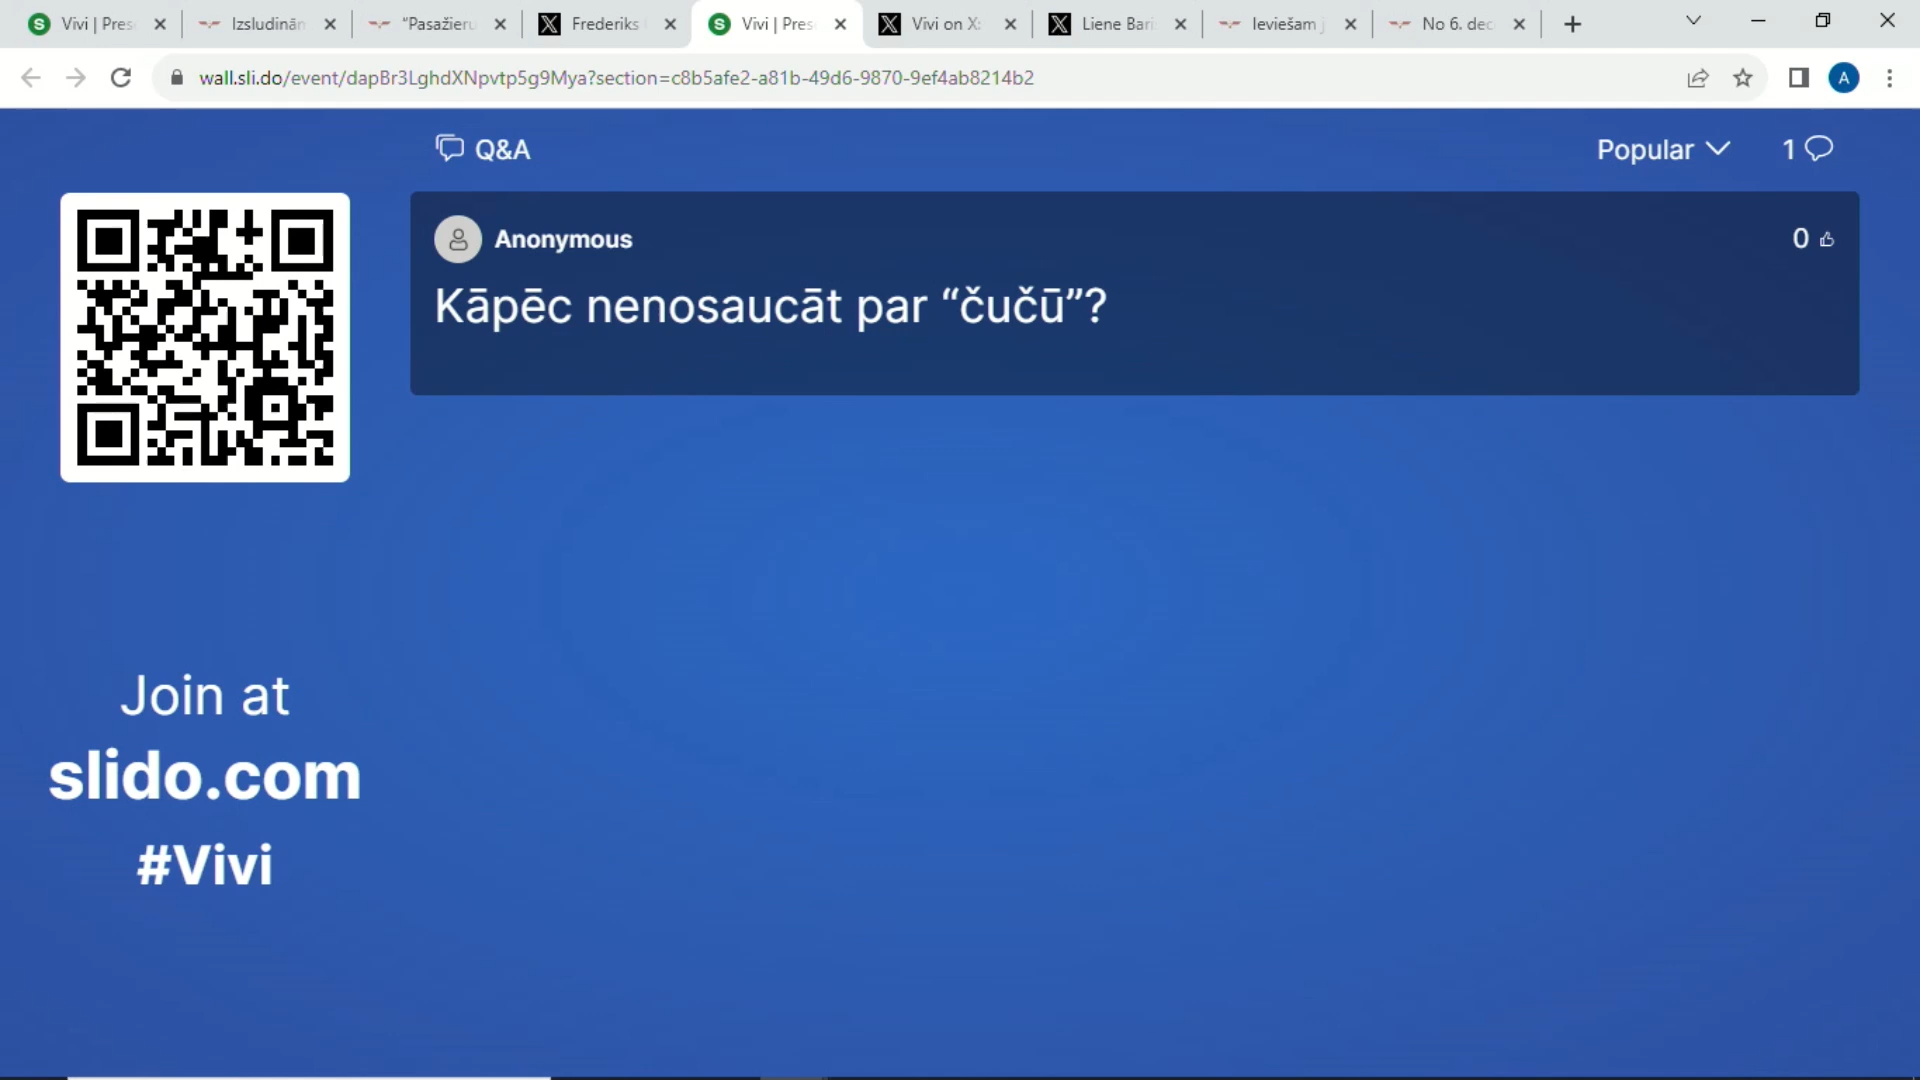 Vivi | Pres
Izsludinān
“Pasažieru
Frederiks
Vivi | Pres
Vivi on X:
Liene Bari
Ieviešam j
No 6. dec
A
wall.sli.do/event/dapBr3LghdXNpvtp5g9Mya?section=c8b5afe2-a81b-49d6-9870-9ef4ab8214b2
Q&A
Popular
1
Anonymous
0
Kāpēc nenosaucāt par “čučū”?
Join at
slido.com
#Vivi